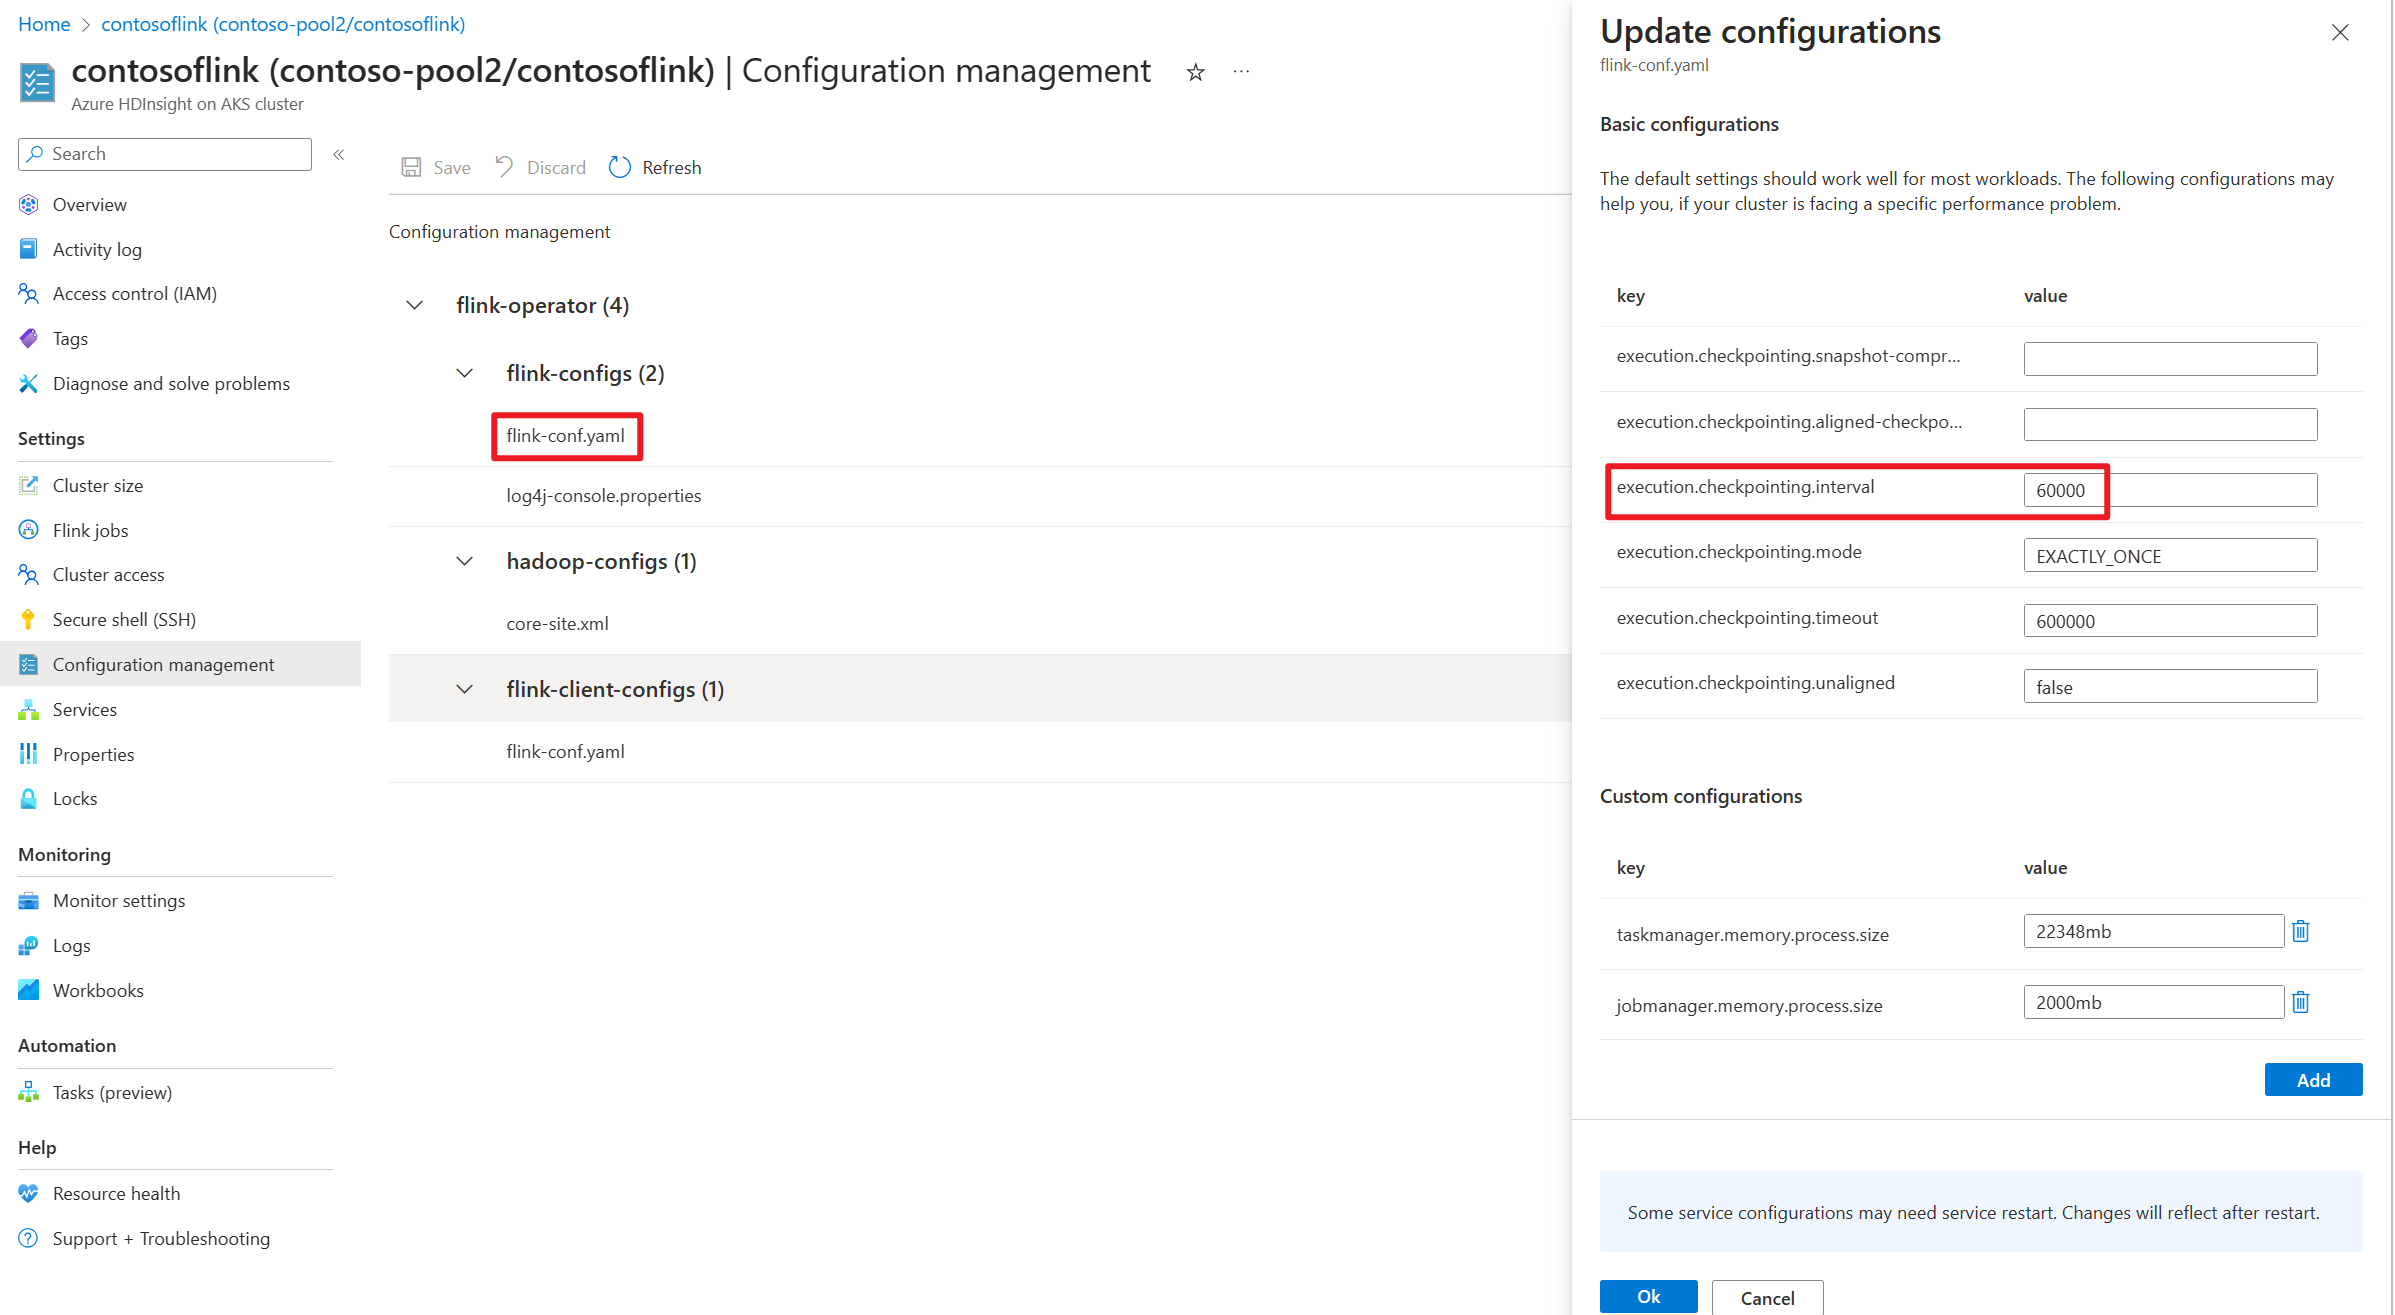 Home > contosoflink (contoso-pool2/contosoflink)
contosoflink (contoso-pool2/contosoflink) | Configuration management
Azure HDInsight on AKS cluster
Search
Overview
Activity log
Access control (IAM)
Tags
Diagnose and solve problems
Settings
Cluster size
Flink jobs
Cluster access
Secure shell (SSH)
Configuration management
Services
Properties
Locks
Monitoring
Monitor settings
Logs
Workbooks
Automation
Tasks (preview)
Help
Resource health
Support + Troubleshooting
Save Discard Refresh
Configuration management
flink-operator (4)
flink-configs (2)
flink-conf.yaml
log4j-console.properties
hadoop-configs (1)
core-site.xml
flink-client-configs (1)
flink-conf.yaml
Update configurations
flink-conf.yaml
Basic configurations
The default settings should work well for most workloads. The following configurations may
help you, if your cluster is facing a specific performance problem.
key value
execution.checkpointing.snapshot-compr...
execution.checkpointing.aligned-checkpo...
execution.checkpointing.interval 60000
execution.checkpointing.mode EXACTLY_ONCE
execution.checkpointing.timeout 600000
execution.checkpointing.unaligned false
Custom configurations
key value
taskmanager.memory.process.size 22348mb
jobmanager.memory.process.size 2000mb
Add
Some service configurations may need service restart. Changes will reflect after restart.
Ok Cancel